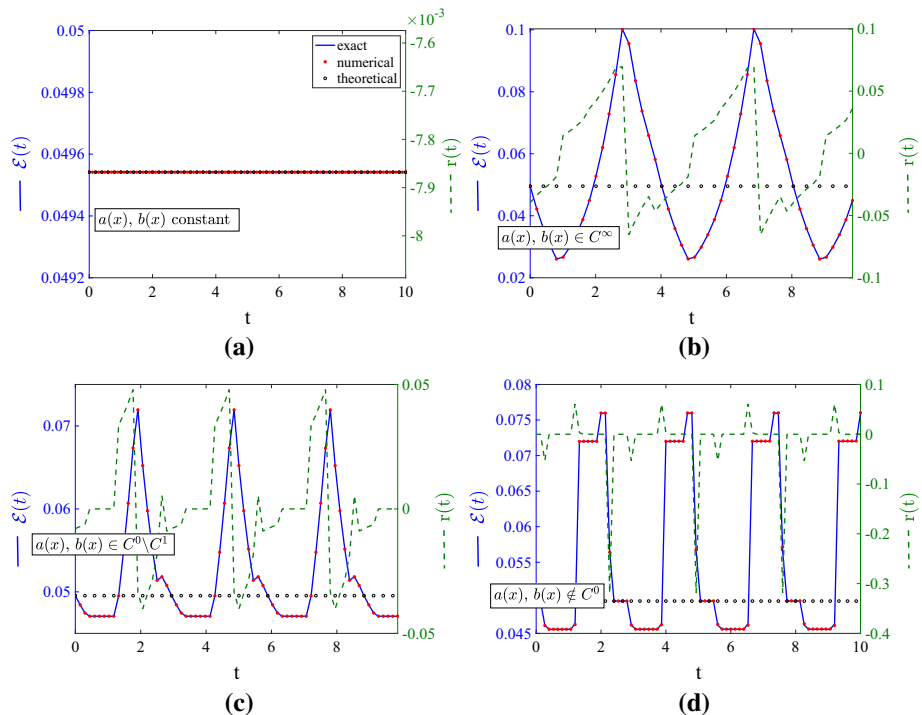 ×10⁻³
0.05
0.0498
0.0496
0.0494
0.0492
— ℰ(t)
exact
numerical
theoretical
a(x), b(x) constant
-7.6
-7.7
-7.8
-7.9
-8
--- r(t)
0 2 4 6 8 10
t
(a)
0.1
0.08
0.06
0.04
0.02
— ℰ(t)
a(x), b(x) ∈ C^∞
0.1
0.05
0
-0.05
-0.1
--- r(t)
0 2 4 6 8
t
(b)
0.07
0.06
0.05
— ℰ(t)
a(x), b(x) ∈ C⁰\C¹
0.05
0
-0.05
--- r(t)
0 2 4 6 8
t
(c)
0.08
0.075
0.07
0.065
0.06
0.055
0.05
0.045
— ℰ(t)
a(x), b(x) ∉ C⁰
0.1
0
-0.1
-0.2
-0.3
-0.4
--- r(t)
0 2 4 6 8 10
t
(d)